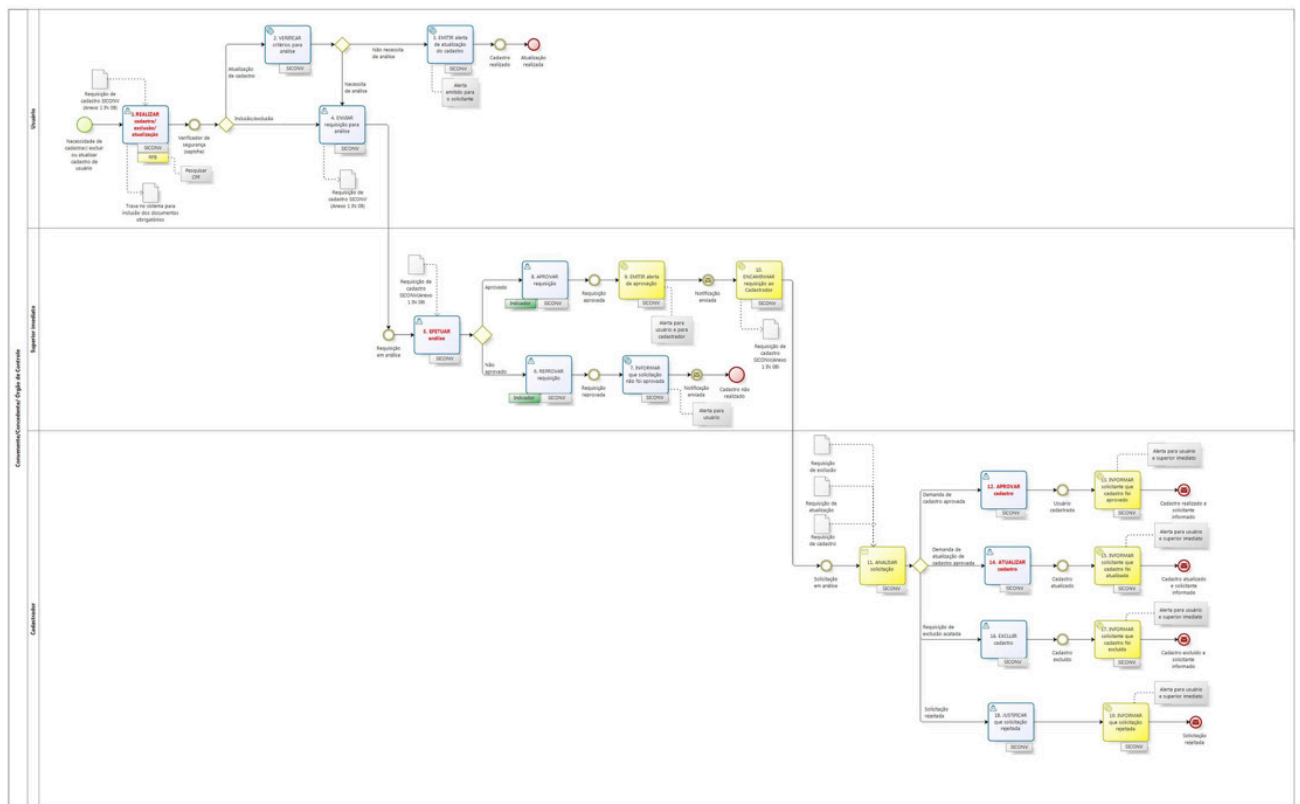 Convenente/Concedente/ Órgão de Controle
Usuário
Necessidade de
cadastrar/ excluir
ou atualizar
cadastro de
usuário
Requisição de
cadastro SICONV
(Anexo 1 IN 08)
1.REALIZAR
cadastro/
exclusão/
atualização
SICONV
RFB
Pesquisar
CPF
Trava no sistema para
inclusão dos documentos
obrigatórios
Verificador de
segurança
(captcha)
Atualização
de cadastro
Inclusão/exclusão
2. VERIFICAR
critérios para
análise
SICONV
Não necessita
de análise
Necessita
de análise
3. EMITIR alerta
de atualização
do cadastro
SICONV
Alerta
emitido para
o solicitante
Cadastro
realizado
Atualização
realizada
4. ENVIAR
requisição para
análise
SICONV
Requisição de
cadastro SICONV
(Anexo 1 IN 08)
Superior Imediato
Requisição
em análise
Requisição de
cadastro
SICONV(Anexo
1 IN 08)
5. EFETUAR
análise
SICONV
Aprovado
Não
aprovado
8. APROVAR
requisição
Indicador
SICONV
Requisição
aprovada
9. EMITIR alerta
de aprovação
SICONV
Alerta para
usuário e para
cadastrador
Notificação
enviada
10.
ENCAMINHAR
requisição ao
Cadastrador
SICONV
Requisição de
cadastro
SICONV(Anexo
1 IN 08)
6. REPROVAR
requisição
Indicador
SICONV
Requisição
reprovada
7. INFORMAR
que solicitação
não foi aprovada
SICONV
Alerta para
usuário
Notificação
enviada
Cadastro não
realizado
Cadastrador
Requisição
de exclusão
Requisição de
atualização
Requisição
de cadastro
Solicitação
em análise
11. ANALISAR
solicitação
SICONV
Demanda de
cadastro aprovada
12. APROVAR
cadastro
SICONV
Usuário
cadastrado
13. INFORMAR
solicitante que
cadastro foi
aprovado
SICONV
Alerta para usuário
e superior imediato
Cadastro realizado e
solicitante
informado
Demanda de
atualização de
cadastro aprovada
14. ATUALIZAR
cadastro
SICONV
Cadastro
atualizado
15. INFORMAR
solicitante que
cadastro foi
atualizado
SICONV
Alerta para usuário
e superior imediato
Cadastro atualizado
e solicitante
informado
Requisição de
exclusão acatada
16. EXCLUIR
cadastro
SICONV
Cadastro
excluído
17. INFORMAR
solicitante que
cadastro foi
excluído
SICONV
Alerta para usuário
e superior imediato
Cadastro excluído e
solicitante
informado
Solicitação
rejeitada
18. JUSTIFICAR
que solicitação
rejeitada
SICONV
19. INFORMAR
que solicitação
rejeitada
SICONV
Alerta para usuário
e superior imediato
Solicitação
rejeitada